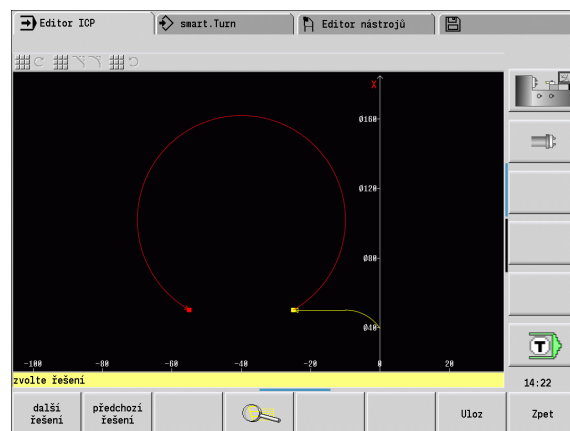 Editor ICP
smart.Turn
Editor nástrojů
X
Ø160
Ø120
Ø80
Ø40
-100 -80 -60 -40 -20 0 20
zvolte řešení
14:22
další řešení
předchozí řešení
Uloz
Zpet
T